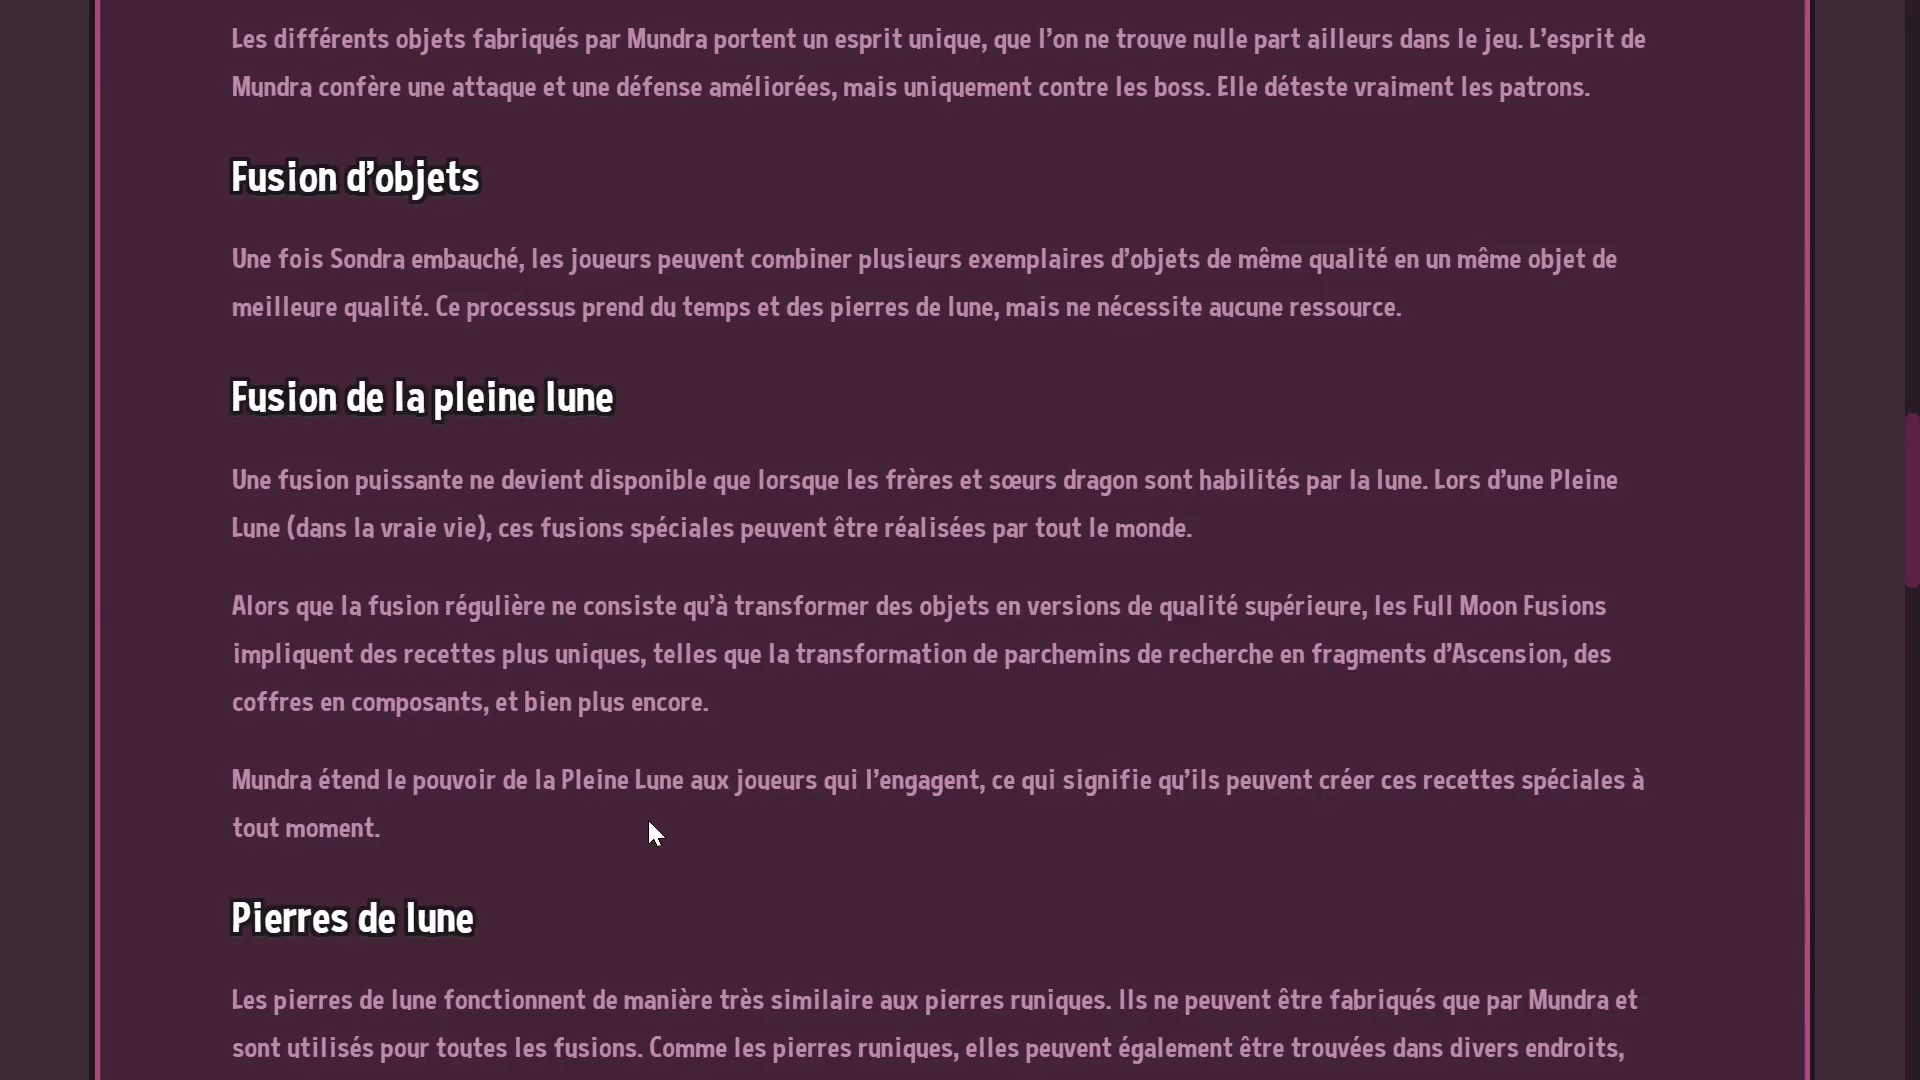 Les différents objets fabriqués par Mundra portent un esprit unique, que l’on ne trouve nulle part ailleurs dans le jeu. L’esprit de
Mundra confère une attaque et une défense améliorées, mais uniquement contre les boss. Elle déteste vraiment les patrons.
Fusion d’objets
Une fois Sondra embauché, les joueurs peuvent combiner plusieurs exemplaires d’objets de même qualité en un même objet de
meilleure qualité. Ce processus prend du temps et des pierres de lune, mais ne nécessite aucune ressource.
Fusion de la pleine lune
Une fusion puissante ne devient disponible que lorsque les frères et sœurs dragon sont habilités par la lune. Lors d’une Pleine
Lune (dans la vraie vie), ces fusions spéciales peuvent être réalisées par tout le monde.
Alors que la fusion régulière ne consiste qu’à transformer des objets en versions de qualité supérieure, les Full Moon Fusions
impliquent des recettes plus uniques, telles que la transformation de parchemins de recherche en fragments d’Ascension, des
coffres en composants, et bien plus encore.
Mundra étend le pouvoir de la Pleine Lune aux joueurs qui l’engagent, ce qui signifie qu’ils peuvent créer ces recettes spéciales à
tout moment.
Pierres de lune
Les pierres de lune fonctionnent de manière très similaire aux pierres runiques. Ils ne peuvent être fabriqués que par Mundra et
sont utilisés pour toutes les fusions. Comme les pierres runiques, elles peuvent également être trouvées dans divers endroits,